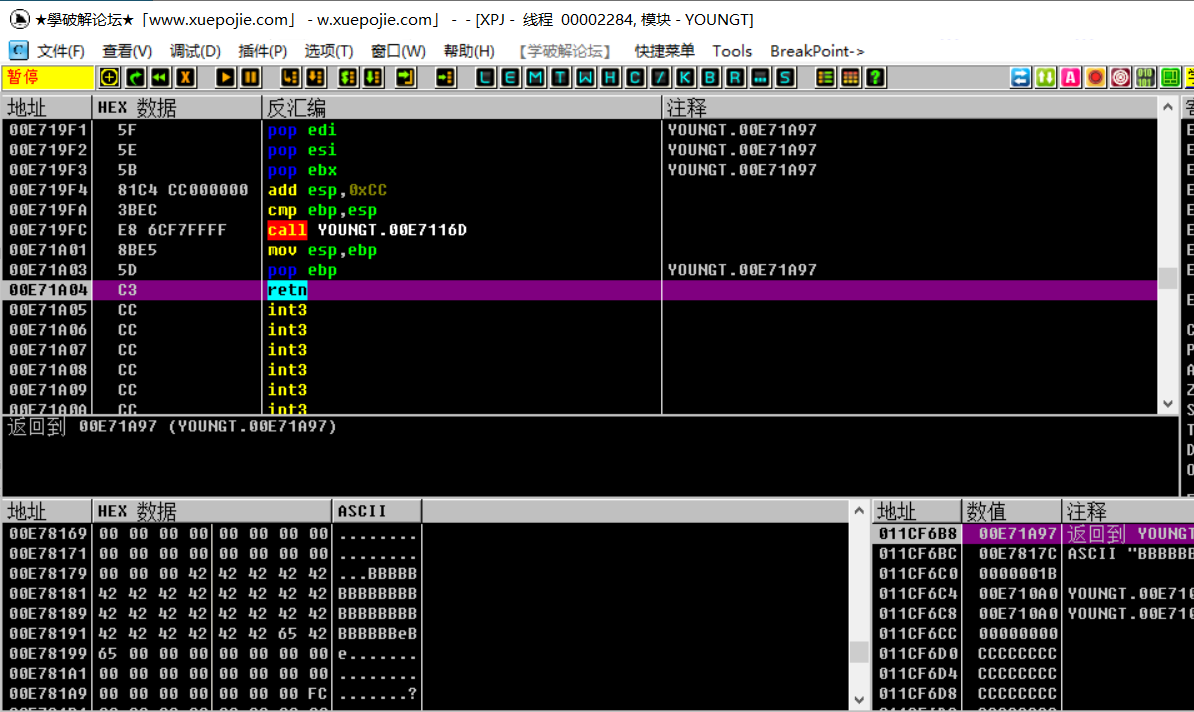 ★學破解论坛★「www.xuepojie.com」 - w.xuepojie.com」 - - [XPJ - 线程 00002284, 模块 - YOUNGT]
文件(F) 查看(V) 调试(D) 插件(P) 选项(T) 窗口(W) 帮助(H) 【学破解论坛】 快捷菜单 Tools BreakPoint->
暂停 L E M T W H C / K B R ... S ? A
地址 HEX 数据 反汇编 注释
00E719F1 5F pop edi YOUNGT.00E71A97
00E719F2 5E pop esi YOUNGT.00E71A97
00E719F3 5B pop ebx YOUNGT.00E71A97
00E719F4 81C4 CC000000 add esp,0xCC
00E719FA 3BEC cmp ebp,esp
00E719FC E8 6CF7FFFF call YOUNGT.00E7116D
00E71A01 8BE5 mov esp,ebp
00E71A03 5D pop ebp YOUNGT.00E71A97
00E71A04 C3 retn
00E71A05 CC int3
00E71A06 CC int3
00E71A07 CC int3
00E71A08 CC int3
00E71A09 CC int3
00E71A0A CC int3
返回到 00E71A97 (YOUNGT.00E71A97)
地址 HEX 数据 ASCII
00E78169 00 00 00 00 00 00 00 00 ........
00E78171 00 00 00 00 00 00 00 00 ........
00E78179 00 00 00 42 42 42 42 42 ...BBBBB
00E78181 42 42 42 42 42 42 42 42 BBBBBBBB
00E78189 42 42 42 42 42 42 42 42 BBBBBBBB
00E78191 42 42 42 42 42 42 65 42 BBBBBBeB
00E78199 65 00 00 00 00 00 00 00 e.......
00E781A1 00 00 00 00 00 00 00 00 ........
00E781A9 00 00 00 00 00 00 00 FC .......?
地址 数值 注释
011CF6B8 00E71A97 返回到 YOUNGT
011CF6BC 00E7817C ASCII "BBBBBB
011CF6C0 0000001B
011CF6C4 00E710A0 YOUNGT.00E710
011CF6C8 00E710A0 YOUNGT.00E710
011CF6CC 00000000
011CF6D0 CCCCCCCC
011CF6D4 CCCCCCCC
011CF6D8 CCCCCCCC